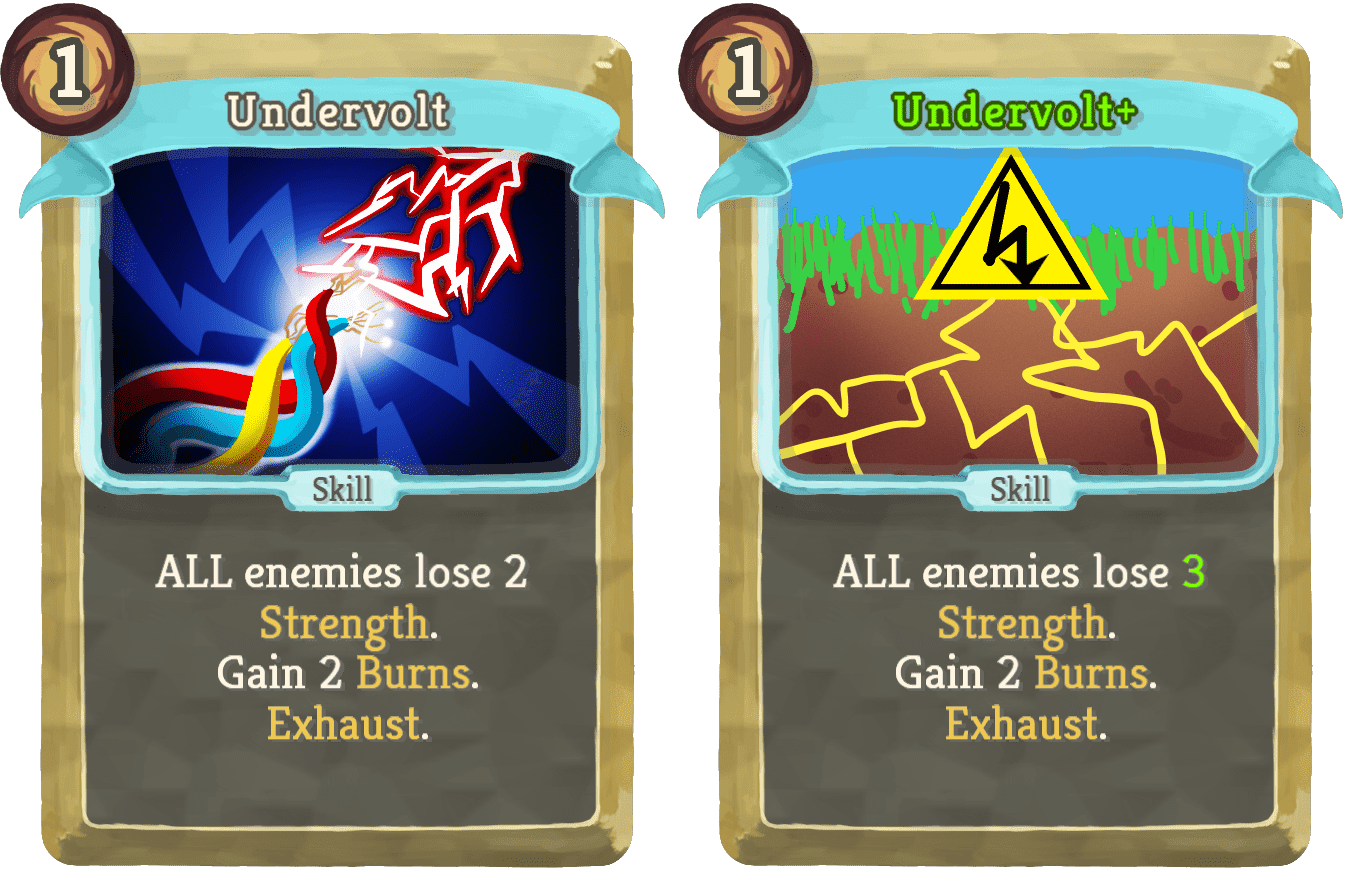 1
Undervolt
Skill
ALL enemies lose 2
Strength.
Gain 2 Burns.
Exhaust.
1
Undervolt+
Skill
ALL enemies lose 3
Strength.
Gain 2 Burns.
Exhaust.